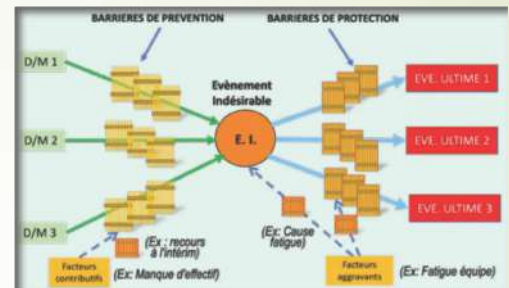 BARRIERES DE PREVENTION
BARRIERES DE PROTECTION
D/M 1
D/M 2
D/M 3
Evènement
Indésirable
E. I.
EVE. ULTIME 1
EVE. ULTIME 2
EVE. ULTIME 3
(Ex : recours
à l'intérim)
(Ex: Cause
fatigue)
Facteurs
contributifs
(Ex: Manque d'effectif)
Facteurs
aggravants
(Ex: Fatigue équipe)